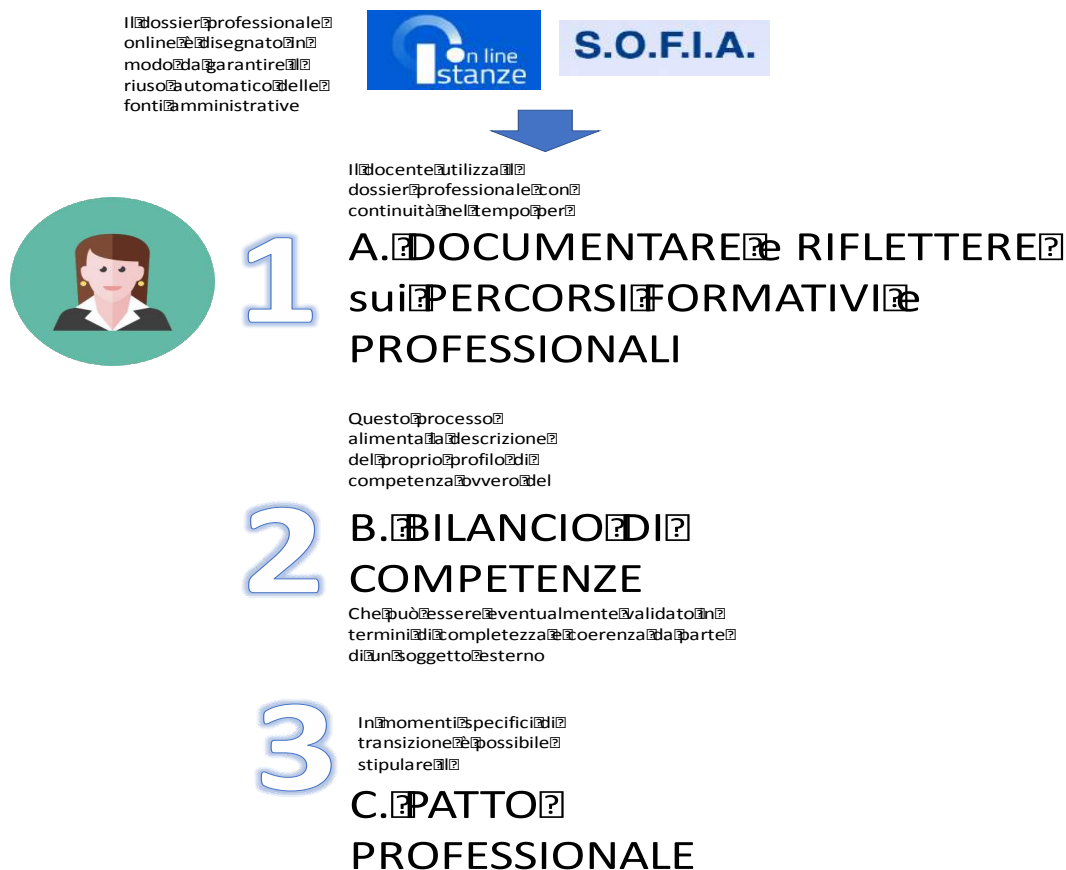 Il dossier professionale
online è disegnato in
modo da garantire il
riuso automatico delle
fonti amministrative
On line
Istanze
S.O.F.I.A.
Il docente utilizza il
dossier professionale con
continuità nel tempo per
1
A. DOCUMENTARE e RIFLETTERE
sui PERCORSI FORMATIVI e
PROFESSIONALI
Questo processo
alimenta la descrizione
del proprio profilo di
competenza ovvero del
2
B. BILANCIO DI
COMPETENZE
Che può essere eventualmente validato in
termini di completezza e coerenza da parte
di un soggetto esterno
3
In momenti specifici di
transizione è possibile
stipulare il
C. PATTO
PROFESSIONALE